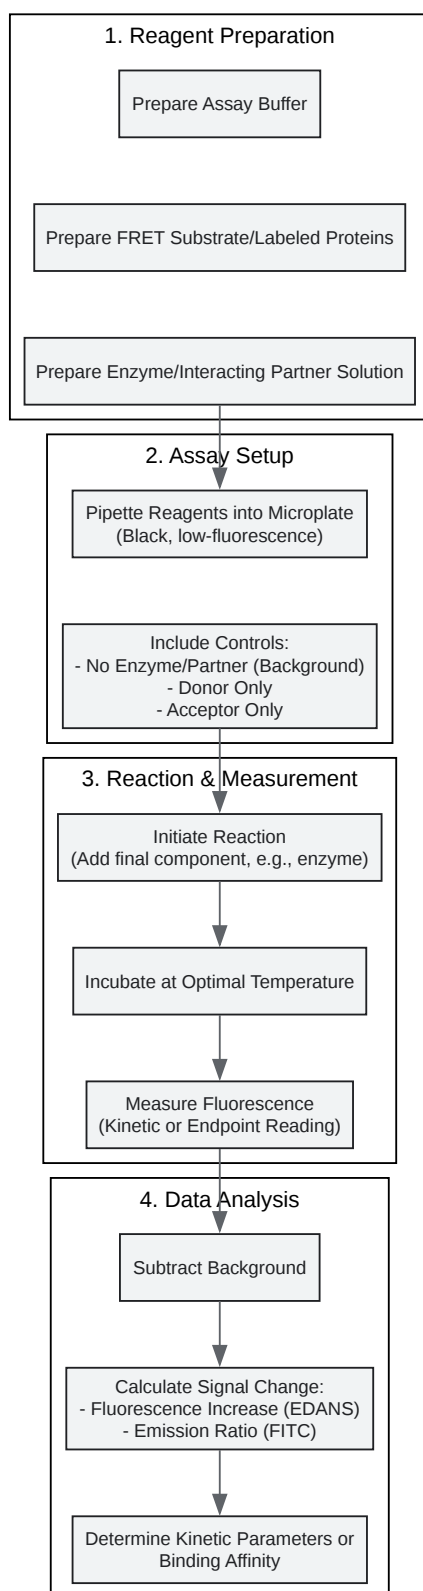 1. Reagent Preparation
Prepare Assay Buffer
Prepare FRET Substrate/Labeled Proteins
Prepare Enzyme/Interacting Partner Solution
2. Assay Setup
Pipette Reagents into Microplate
(Black, low-fluorescence)
Include Controls:
- No Enzyme/Partner (Background)
- Donor Only
- Acceptor Only
3. Reaction & Measurement
Initiate Reaction
(Add final component, e.g., enzyme)
Incubate at Optimal Temperature
Measure Fluorescence
(Kinetic or Endpoint Reading)
4. Data Analysis
Subtract Background
Calculate Signal Change:
- Fluorescence Increase (EDANS)
- Emission Ratio (FITC)
Determine Kinetic Parameters or
Binding Affinity